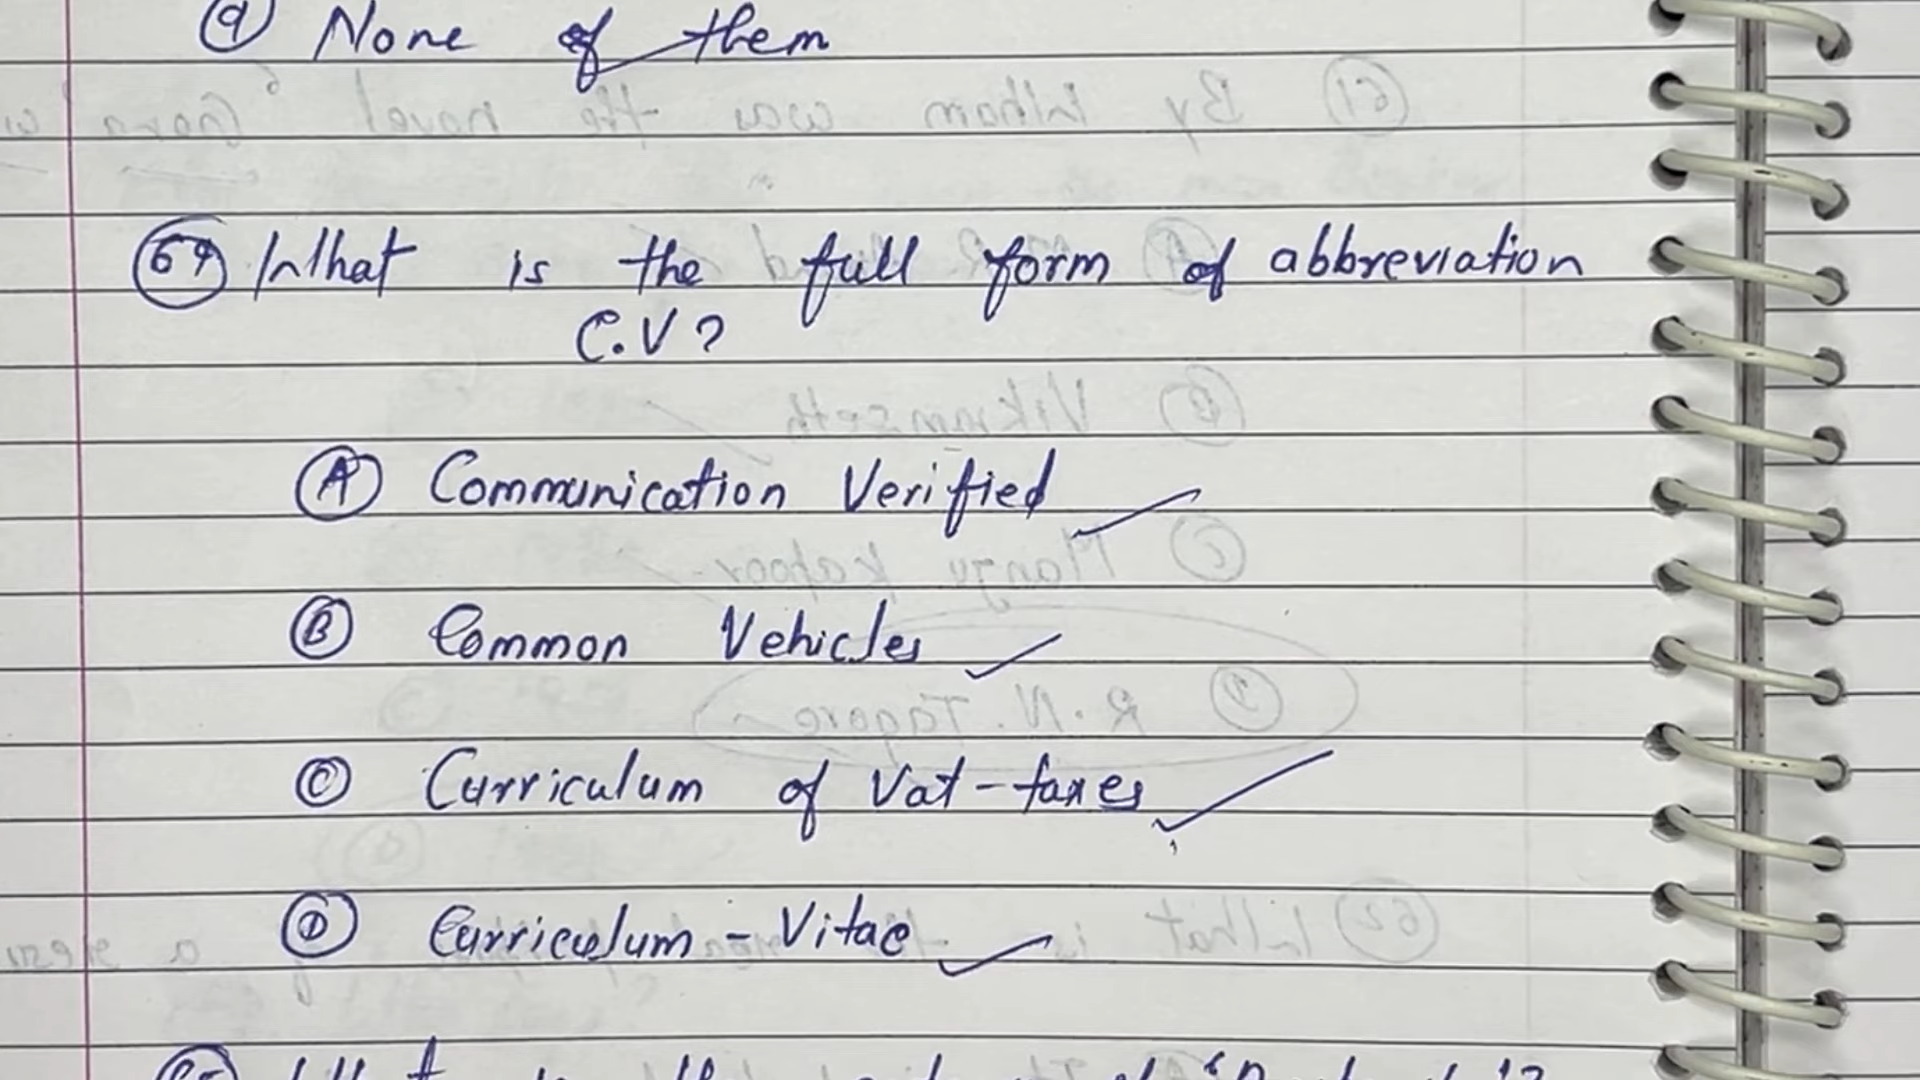 (d) None of them
(64) What is the full form of abbreviation
C.V?
(A) Communication Verified
(B) Common Vehicles
(C) Curriculum of Vat-taxes
(D) Curriculum - Vitae
What